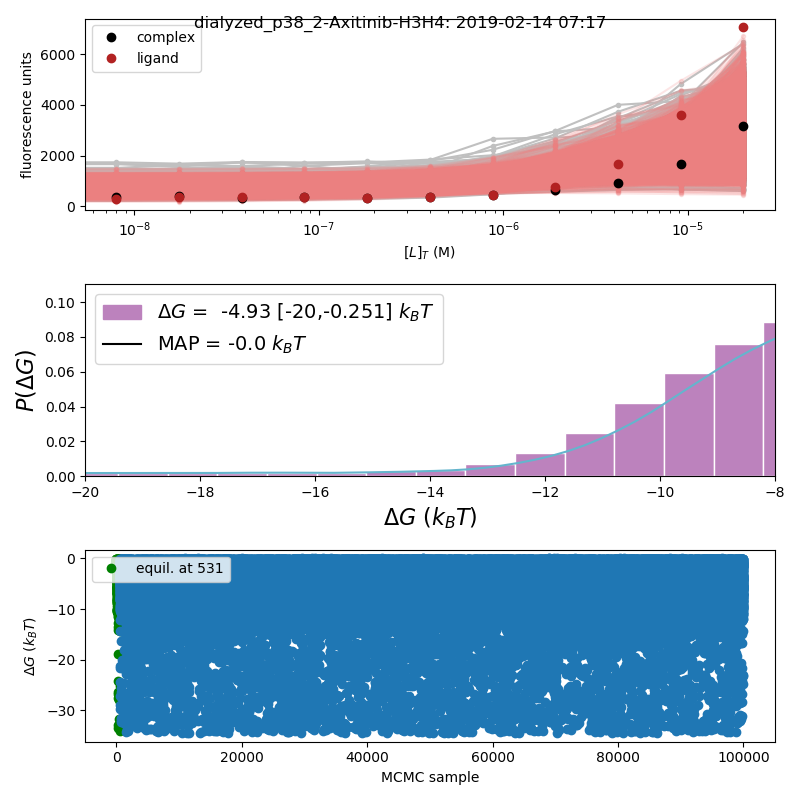 dialyzed_p38_2-Axitinib-H3H4: 2019-02-14 07:17
complex
ligand
fluorescence units
6000
4000
2000
0
10⁻⁸ 10⁻⁷ 10⁻⁶ 10⁻⁵
[L]_T (M)
ΔG = -4.93 [-20,-0.251] k_BT
MAP = -0.0 k_BT
P(ΔG)
0.10
0.08
0.06
0.04
0.02
0.00
−20 −18 −16 −14 −12 −10 −8
ΔG (k_BT)
equil. at 531
ΔG (k_BT)
0
−10
−20
−30
0 20000 40000 60000 80000 100000
MCMC sample